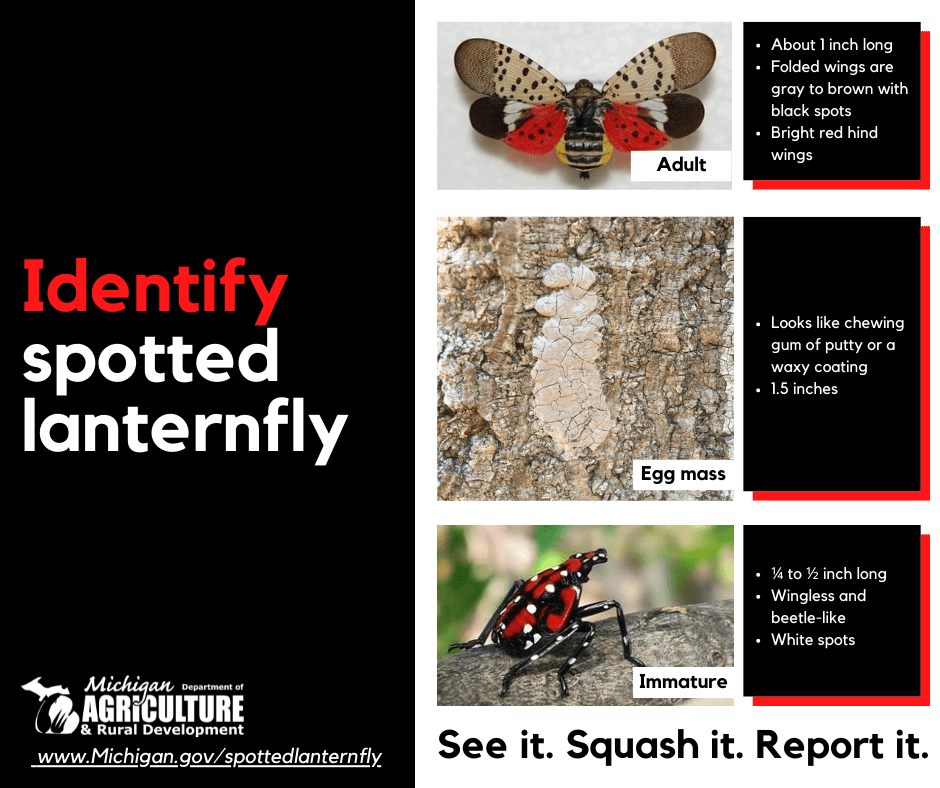 Identify
spotted
lanternfly
Michigan Department of
AGRICULTURE
& Rural Development
www.Michigan.gov/spottedlanternfly
Adult
• About 1 inch long
• Folded wings are
gray to brown with
black spots
• Bright red hind
wings
Egg mass
• Looks like chewing
gum of putty or a
waxy coating
• 1.5 inches
Immature
• ¼ to ½ inch long
• Wingless and
beetle-like
• White spots
See it. Squash it. Report it.